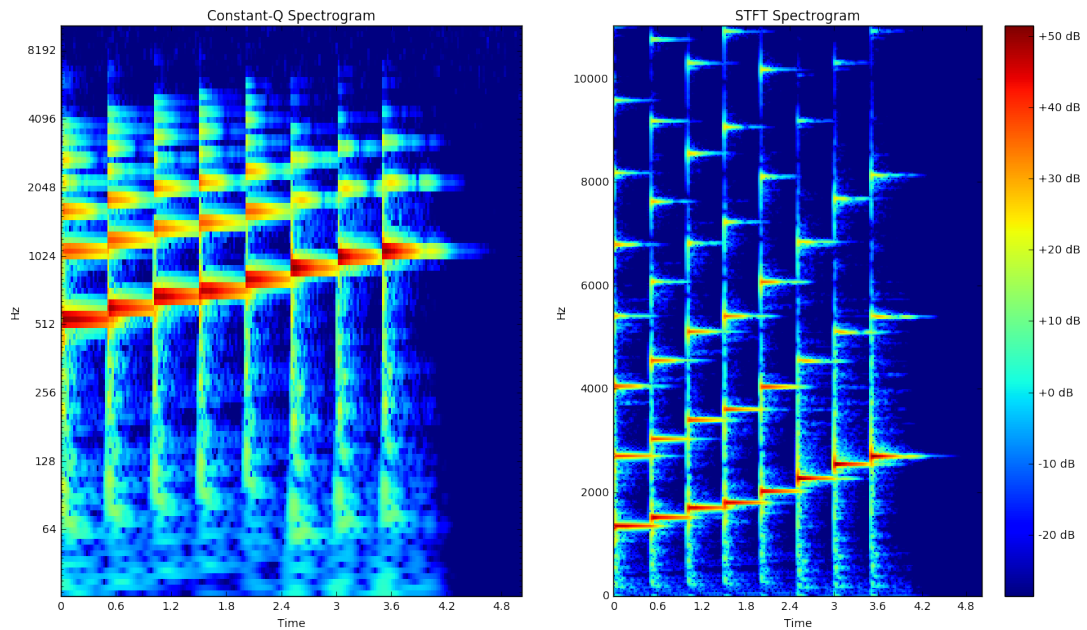 Constant-Q Spectrogram
8192
4096
2048
1024
512
256
128
64
Hz
0 0.6 1.2 1.8 2.4 3 3.6 4.2 4.8
Time
STFT Spectrogram
10000
8000
6000
4000
2000
0
Hz
0 0.6 1.2 1.8 2.4 3 3.6 4.2 4.8
Time
+50 dB
+40 dB
+30 dB
+20 dB
+10 dB
+0 dB
-10 dB
-20 dB